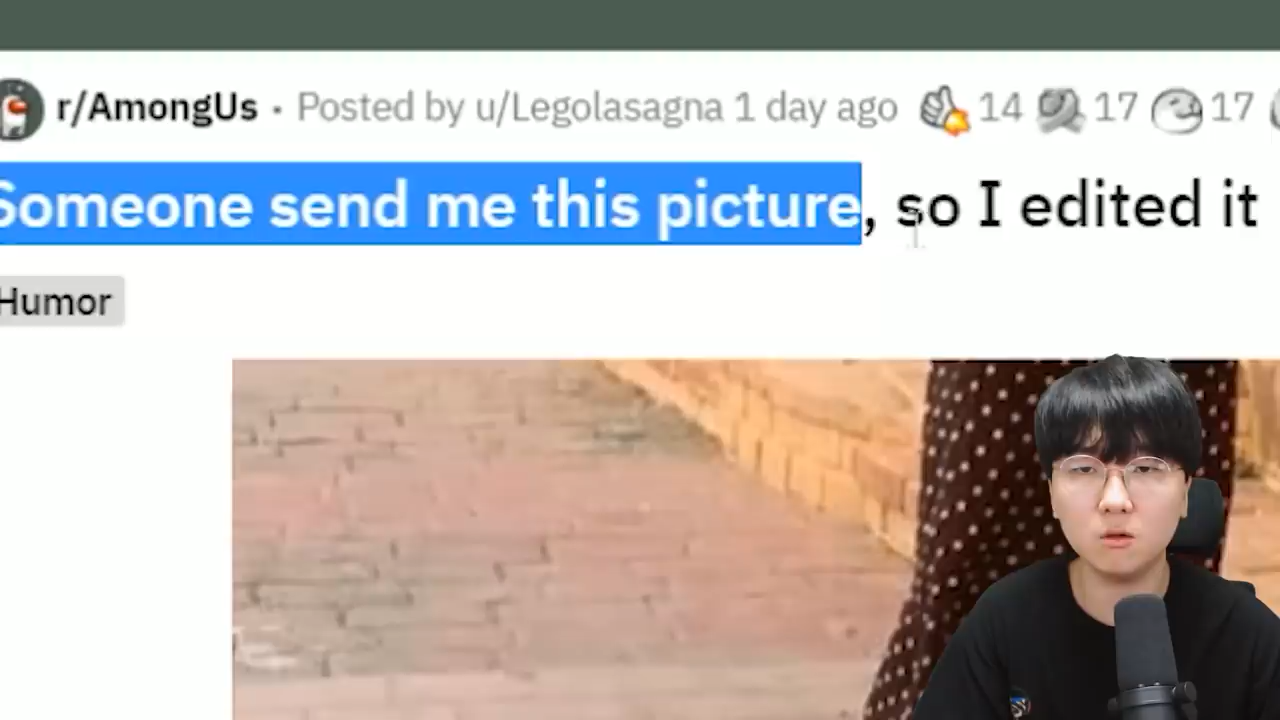 r/AmongUs · Posted by u/Legolasagna 1 day ago 14 17 17
Someone send me this picture, so I edited it
Humor